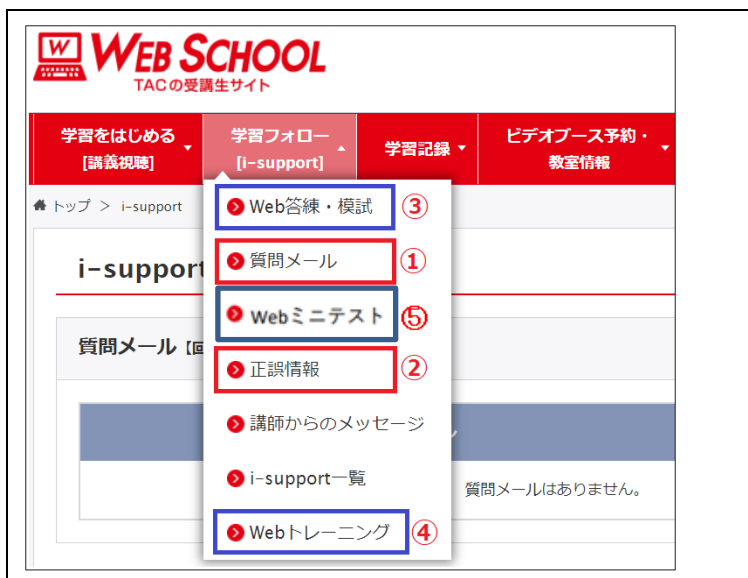 WEB SCHOOL
TACの受講生サイト
学習をはじめる
[講義視聴]
学習フォロー
[i-support]
学習記録
ビデオブース予約・
教室情報
トップ > i-support
Web答練・模試 ③
i-support
質問メール ①
Webミニテスト ⑤
質問メール
正誤情報 ②
講師からのメッセージ
i-support一覧
質問メールはありません。
Webトレーニング ④